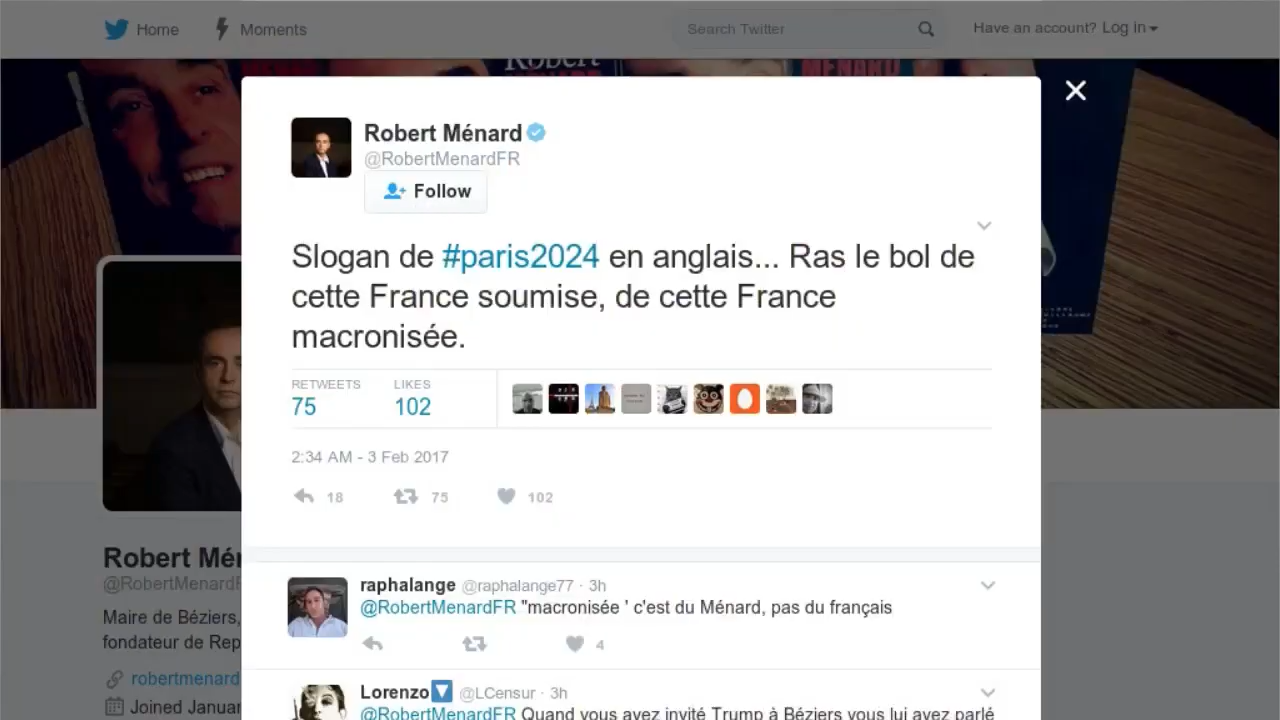 Home
Moments
Search Twitter
Have an account? Log in
Robert
MÉNARD
Robert Ménard
@RobertMenardFR
Follow
Slogan de #paris2024 en anglais... Ras le bol de
cette France soumise, de cette France
macronisée.
RETWEETS
LIKES
75
102
2:34 AM - 3 Feb 2017
18
75
102
Robert Mér
@RobertMenardF
Maire de Béziers,
fondateur de Rep
robertmenard
Joined Januar
raphalange @raphalange77 · 3h
@RobertMenardFR "macronisée ' c'est du Ménard, pas du français
4
Lorenzo @LCensur · 3h
@RobertMenardFR Quand vous avez invité Trump à Béziers vous lui avez parlé